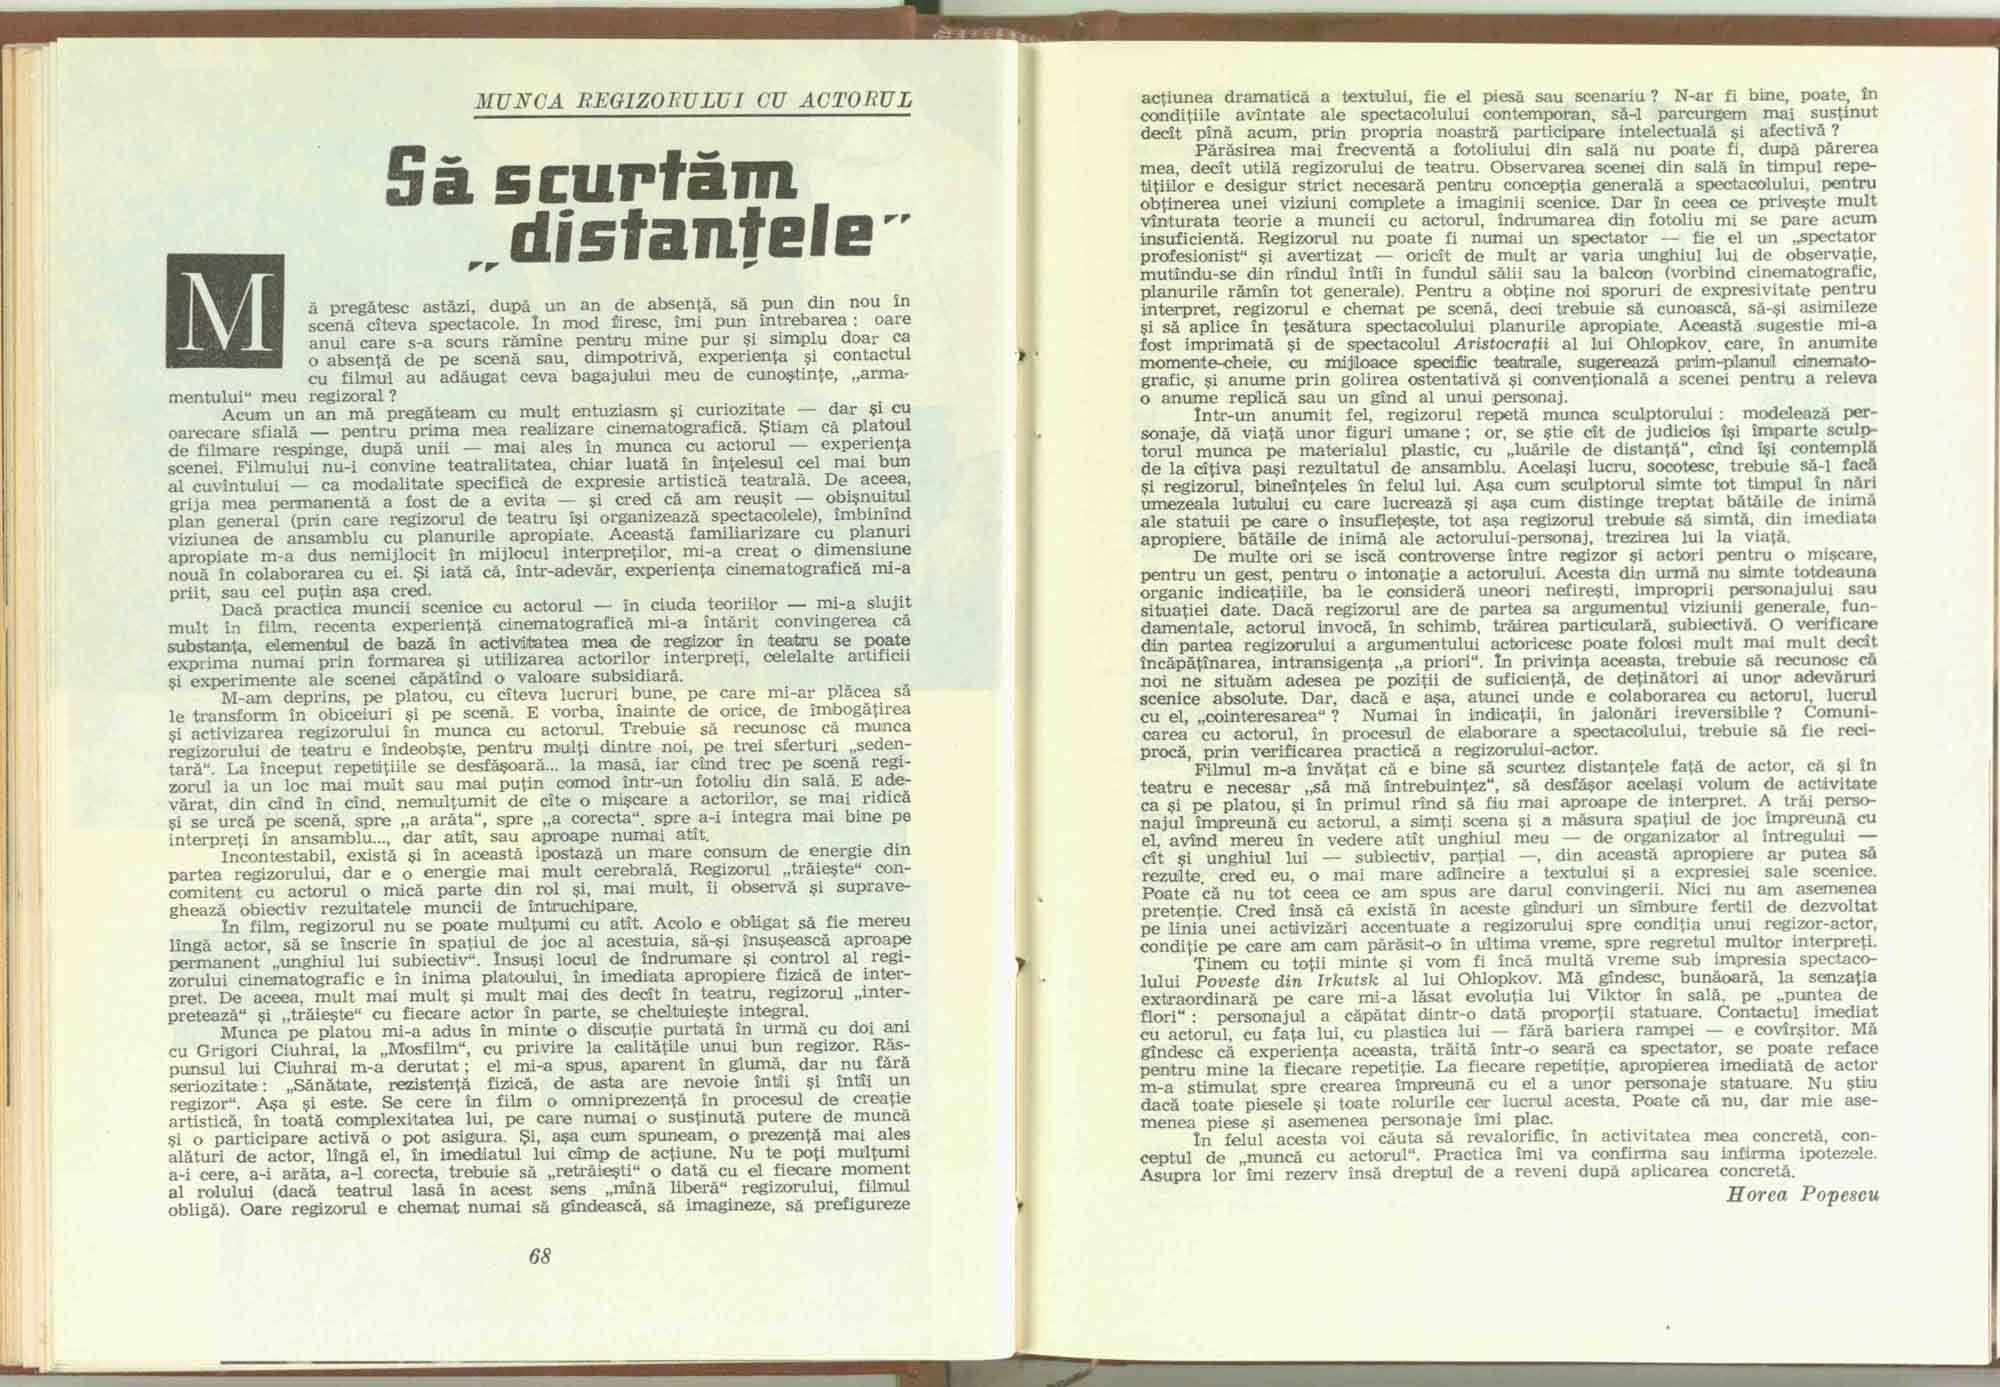 MUNCA REGIZORULUI CU ACTORUL
Să scurtăm
„distanțele"
Mă pregătesc astăzi, după un an de absență, să pun din nou în
scenă cîteva spectacole. În mod firesc, îmi pun întrebarea : oare
anul care s-a scurs rămîne pentru mine pur și simplu doar ca
o absență de pe scenă sau, dimpotrivă, experiența și contactul
cu filmul au adăugat ceva bagajului meu de cunoștințe, „arma-
mentului“ meu regizoral ?
Acum un an mă pregăteam cu mult entuziasm și curiozitate — dar și cu
oarecare sfială — pentru prima mea realizare cinematografică. Știam că platoul
de filmare respinge, după unii — mai ales în munca cu actorul — experiența
scenei. Filmului nu-i convine teatralitatea, chiar luată în înțelesul cel mai bun
al cuvîntului — ca modalitate specifică de expresie artistică teatrală. De aceea,
grija mea permanentă a fost de a evita — și cred că am reușit — obișnuitul
plan general (prin care regizorul de teatru își organizează spectacolele), îmbinînd
viziunea de ansamblu cu planurile apropiate. Această familiarizare cu planuri
apropiate m-a dus nemijlocit în mijlocul interpreților, mi-a creat o dimensiune
nouă în colaborarea cu ei. Și iată că, într-adevăr, experiența cinematografică mi-a
priit, sau cel puțin așa cred.
Dacă practica muncii scenice cu actorul — în ciuda teoriilor — mi-a slujit
mult în film, recenta experiență cinematografică mi-a întărit convingerea că
substanța, elementul de bază în activitatea mea de regizor în teatru se poate
exprima numai prin formarea și utilizarea actorilor interpreți, celelalte artificii
și experimente ale scenei căpătînd o valoare subsidiară.
M-am deprins, pe platou, cu cîteva lucruri bune, pe care mi-ar plăcea să
le transform în obiceiuri și pe scenă. E vorba, înainte de orice, de îmbogățirea
și activizarea regizorului în munca cu actorul. Trebuie să recunosc că munca
regizorului de teatru e îndeobște, pentru mulți dintre noi, pe trei sferturi „seden-
tară“. La început repetițiile se desfășoară... la masă, iar cînd trec pe scenă regi-
zorul ia un loc mai mult sau mai puțin comod într-un fotoliu din sală. E ade-
vărat, din cînd în cînd, nemulțumit de cîte o mișcare a actorilor, se mai ridică
și se urcă pe scenă, spre „a arăta“, spre „a corecta“. spre a-i integra mai bine pe
interpreți în ansamblu..., dar atît, sau aproape numai atît.
Incontestabil, există și în această ipostază un mare consum de energie din
partea regizorului, dar e o energie mai mult cerebrală. Regizorul „trăiește“ con-
comitent cu actorul o mică parte din rol și, mai mult, îi observă și suprave-
ghează obiectiv rezultatele muncii de întruchipare.
În film, regizorul nu se poate mulțumi cu atît. Acolo e obligat să fie mereu
lîngă actor, să se înscrie în spațiul de joc al acestuia, să-și însușească aproape
permanent „unghiul lui subiectiv“. Însuși locul de îndrumare și control al regi-
zorului cinematografic e în inima platoului, în imediata apropiere fizică de inter-
pret. De aceea, mult mai mult și mult mai des decît în teatru, regizorul „inter-
pretează“ și „trăiește“ cu fiecare actor în parte, se cheltuiește integral.
Munca pe platou mi-a adus în minte o discuție purtată în urmă cu doi ani
cu Grigori Ciuhrai, la „Mosfilm“, cu privire la calitățile unui bun regizor. Răs-
punsul lui Ciuhrai m-a derutat ; el mi-a spus, aparent în glumă, dar nu fără
seriozitate : „Sănătate, rezistență fizică, de asta are nevoie întîi și întîi un
regizor“. Așa și este. Se cere în film o omniprezență în procesul de creație
artistică, în toată complexitatea lui, pe care numai o susținută putere de muncă
și o participare activă o pot asigura. Și, așa cum spuneam, o prezență mai ales
alături de actor, lîngă el, în imediatul lui cîmp de acțiune. Nu te poți mulțumi
a-i cere, a-i arăta, a-l corecta, trebuie să „retrăiești“ o dată cu el fiecare moment
al rolului (dacă teatrul lasă în acest sens „mînă liberă“ regizorului, filmul
obligă). Oare regizorul e chemat numai să gîndească, să imagineze, să prefigureze
68
acțiunea dramatică a textului, fie el piesă sau scenariu ? N-ar fi bine, poate, în
condițiile avîntate ale spectacolului contemporan, să-l parcurgem mai susținut
decît pînă acum, prin propria noastră participare intelectuală și afectivă ?
Părăsirea mai frecventă a fotoliului din sală nu poate fi, după părerea
mea, decît utilă regizorului de teatru. Observarea scenei din sală în timpul repe-
tițiilor e desigur strict necesară pentru concepția generală a spectacolului, pentru
obținerea unei viziuni complete a imaginii scenice. Dar în ceea ce privește mult
vînturata teorie a muncii cu actorul, îndrumarea din fotoliu mi se pare acum
insuficientă. Regizorul nu poate fi numai un spectator — fie el un „spectator
profesionist“ și avertizat — oricît de mult ar varia unghiul lui de observație,
mutîndu-se din rîndul întîi în fundul sălii sau la balcon (vorbind cinematografic,
planurile rămîn tot generale). Pentru a obține noi sporuri de expresivitate pentru
interpret, regizorul e chemat pe scenă, deci trebuie să cunoască, să-și asimileze
și să aplice în țesătura spectacolului planurile apropiate. Această sugestie mi-a
fost imprimată și de spectacolul Aristocrații al lui Ohlopkov. care, în anumite
momente-cheie, cu mijloace specific teatrale, sugerează prim-planul cinemato-
grafic, și anume prin golirea ostentativă și convențională a scenei pentru a releva
o anume replică sau un gînd al unui personaj.
Într-un anumit fel, regizorul repetă munca sculptorului : modelează per-
sonaje, dă viață unor figuri umane ; or, se știe cît de judicios își împarte sculp-
torul munca pe materialul plastic, cu „luările de distanță“, cînd își contemplă
de la cîțiva pași rezultatul de ansamblu. Același lucru, socotesc, trebuie să-l facă
și regizorul, bineînțeles în felul lui. Așa cum sculptorul simte tot timpul în nări
umezeala lutului cu care lucrează și așa cum distinge treptat bătăile de inimă
ale statuii pe care o însuflețește, tot așa regizorul trebuie să simtă, din imediata
apropiere. bătăile de inimă ale actorului-personaj, trezirea lui la viață.
De multe ori se iscă controverse între regizor și actori pentru o mișcare,
pentru un gest, pentru o intonație a actorului. Acesta din urmă nu simte totdeauna
organic indicațiile, ba le consideră uneori nefirești, improprii personajului sau
situației date. Dacă regizorul are de partea sa argumentul viziunii generale, fun-
damentale, actorul invocă, în schimb, trăirea particulară, subiectivă. O verificare
din partea regizorului a argumentului actoricesc poate folosi mult mai mult decît
încăpățînarea, intransigența „a priori“. În privința aceasta, trebuie să recunosc că
noi ne situăm adesea pe poziții de suficiență, de deținători ai unor adevăruri
scenice absolute. Dar, dacă e așa, atunci unde e colaborarea cu actorul, lucrul
cu el, „cointeresarea“ ? Numai în indicații, în jalonări ireversibile ? Comuni-
carea cu actorul, în procesul de elaborare a spectacolului, trebuie să fie reci-
procă, prin verificarea practică a regizorului-actor.
Filmul m-a învățat că e bine să scurtez distanțele față de actor, că și în
teatru e necesar „să mă întrebuințez“, să desfășor același volum de activitate
ca și pe platou, și în primul rînd să fiu mai aproape de interpret. A trăi perso-
najul împreună cu actorul, a simți scena și a măsura spațiul de joc împreună cu
el, avînd mereu în vedere atît unghiul meu — de organizator al întregului —
cît și unghiul lui — subiectiv, parțial —, din această apropiere ar putea să
rezulte. cred eu, o mai mare adîncire a textului și a expresiei sale scenice.
Poate că nu tot ceea ce am spus are darul convingerii. Nici nu am asemenea
pretenție. Cred însă că există în aceste gînduri un sîmbure fertil de dezvoltat
pe linia unei activizări accentuate a regizorului spre condiția unui regizor-actor,
condiție pe care am cam părăsit-o în ultima vreme, spre regretul multor interpreți.
Ținem cu toții minte și vom fi încă multă vreme sub impresia spectaco-
lului Poveste din Irkutsk al lui Ohlopkov. Mă gîndesc, bunăoară, la senzația
extraordinară pe care mi-a lăsat evoluția lui Viktor în sală, pe „puntea de
flori“ : personajul a căpătat dintr-o dată proporții statuare. Contactul imediat
cu actorul, cu fața lui, cu plastica lui — fără bariera rampei — e covîrșitor. Mă
gîndesc că experiența aceasta, trăită într-o seară ca spectator, se poate reface
pentru mine la fiecare repetiție. La fiecare repetiție, apropierea imediată de actor
m-a stimulat spre crearea împreună cu el a unor personaje statuare. Nu știu
dacă toate piesele și toate rolurile cer lucrul acesta. Poate că nu, dar mie ase-
menea piese și asemenea personaje îmi plac.
În felul acesta voi căuta să revalorific. în activitatea mea concretă, con-
ceptul de „muncă cu actorul“. Practica îmi va confirma sau infirma ipotezele.
Asupra lor îmi rezerv însă dreptul de a reveni după aplicarea concretă.
Horea Popescu